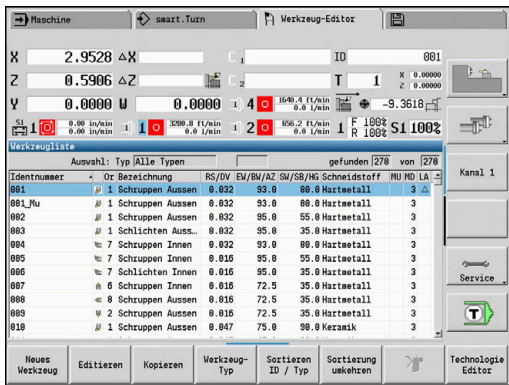 Maschine smart.Turn Werkzeug-Editor
X 2.9528 ΔX C 1 ID 001
Z 0.5906 ΔZ C 2 T 1 X 0.00000 Z 0.00000
Y 0.0000 W 0.0000 4 1640.4 ft/min 0.0 l/min -9.3618
S1 1 0.00 in/min 0.00 in/min 1 3280.8 ft/min 0.0 l/min 2 656.2 ft/min 0.0 l/min 1 F 100% R 100% S1 100%
Werkzeugliste
Auswahl: Typ Alle Typen gefunden 270 von 270
Identnummer Or Bezeichnung RS/DV EW/BW/AZ SW/SB/HG Schneidstoff MU MD LA
001 1 Schruppen Aussen 0.032 93.0 80.0 Hartmetall 3
001_Mu 1 Schruppen Aussen 0.032 93.0 80.0 Hartmetall 3
002 1 Schruppen Aussen 0.032 95.0 55.0 Hartmetall 3
003 1 Schlichten Auss... 0.032 95.0 35.0 Hartmetall 3
004 7 Schruppen Innen 0.032 93.0 80.0 Hartmetall 3
005 7 Schruppen Innen 0.016 95.0 55.0 Hartmetall 3
006 7 Schlichten Innen 0.016 95.0 35.0 Hartmetall 3
007 6 Schruppen Innen 0.016 72.5 35.0 Hartmetall 3
008 8 Schruppen Aussen 0.016 72.5 35.0 Hartmetall 3
009 2 Schruppen Aussen 0.016 72.5 35.0 Hartmetall 3
010 1 Schruppen Aussen 0.047 75.0 90.0 Keramik 3
Kanal 1
Service
T
Neues Werkzeug
Editieren
Kopieren
Werkzeug-Typ
Sortieren ID / Typ
Sortierung umkehren
Technologie Editor